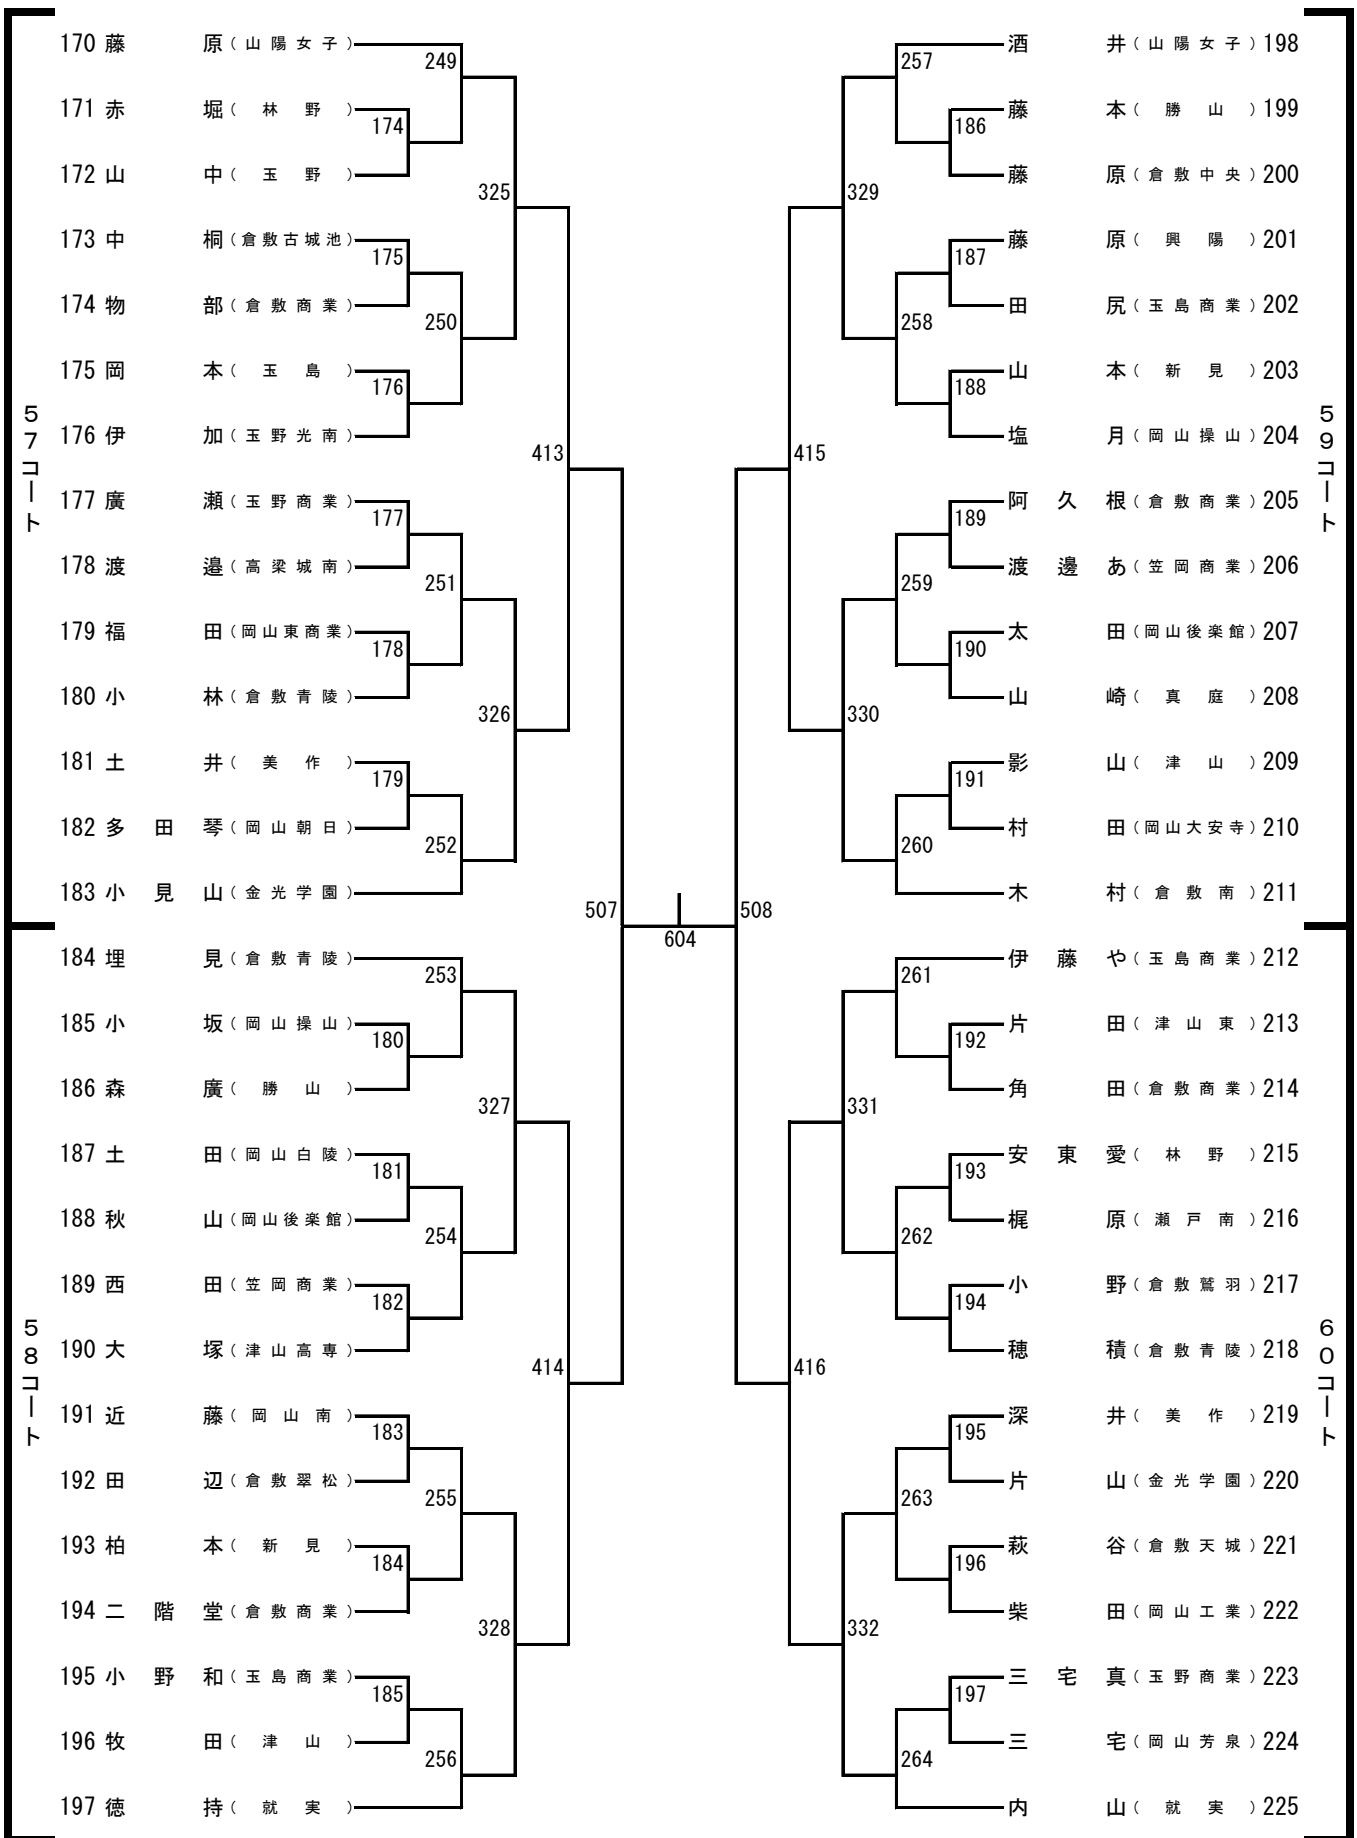 170 藤原(山陽女子)
249
171 赤堀(林野)
174
172 山中(玉野)
325
173 中桐(倉敷古城池)
175
174 物部(倉敷商業)
250
175 岡本(玉島)
176
176 伊加(玉野光南)
413
177 廣瀬(玉野商業)
177
178 渡邉(高梁城南)
251
179 福田(岡山東商業)
178
180 小林(倉敷青陵)
326
181 土井(美作)
179
182 多田琴(岡山朝日)
252
183 小見山(金光学園)
57コート
507
184 埋見(倉敷青陵)
253
185 小坂(岡山操山)
180
186 森廣(勝山)
327
187 土田(岡山白陵)
181
188 秋山(岡山後楽館)
254
189 西田(笠岡商業)
182
190 大塚(津山高専)
414
191 近藤(岡山南)
183
192 田辺(倉敷翠松)
255
193 柏本(新見)
184
194 二階堂(倉敷商業)
328
195 小野和(玉島商業)
185
196 牧田(津山)
256
197 徳持(就実)
58コート
604
酒井(山陽女子)198
257
藤本(勝山)199
186
藤原(倉敷中央)200
329
藤原(興陽)201
187
田尻(玉島商業)202
258
山本(新見)203
188
塩月(岡山操山)204
415
阿久根(倉敷商業)205
189
渡邊あ(笠岡商業)206
259
太田(岡山後楽館)207
190
山崎(真庭)208
330
影山(津山)209
191
村田(岡山大安寺)210
260
木村(倉敷南)211
59コート
508
伊藤や(玉島商業)212
261
片田(津山東)213
192
角田(倉敷商業)214
331
安東愛(林野)215
193
梶原(瀬戸南)216
262
小野(倉敷鷲羽)217
194
穂積(倉敷青陵)218
416
深井(美作)219
195
片山(金光学園)220
263
萩谷(倉敷天城)221
196
柴田(岡山工業)222
332
三宅真(玉野商業)223
197
三宅(岡山芳泉)224
264
内山(就実)225
60コート